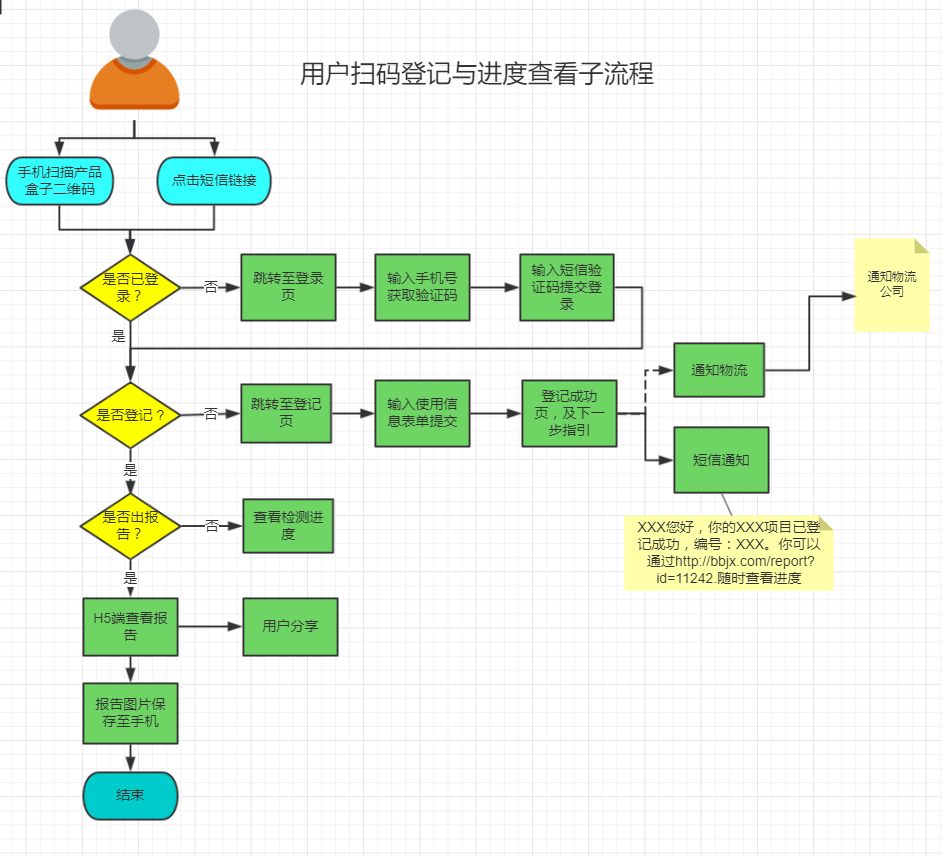 用户扫码登记与进度查看子流程
手机扫描产品
盒子二维码
点击短信链接
是否已登
录？
否
跳转至登录
页
输入手机号
获取验证码
输入短信验
证码提交登
录
通知物流
公司
是
是否登记？
否
跳转至登记
页
输入使用信
息表单提交
登记成功
页，及下一
步指引
通知物流
短信通知
是
是否出报
告？
否
查看检测进
度
XXX您好，你的XXX项目已登
记成功，编号：XXX。你可以
通过http://bbjx.com/report?
id=11242.随时查看进度
是
H5端查看报
告
用户分享
报告图片保
存至手机
结束